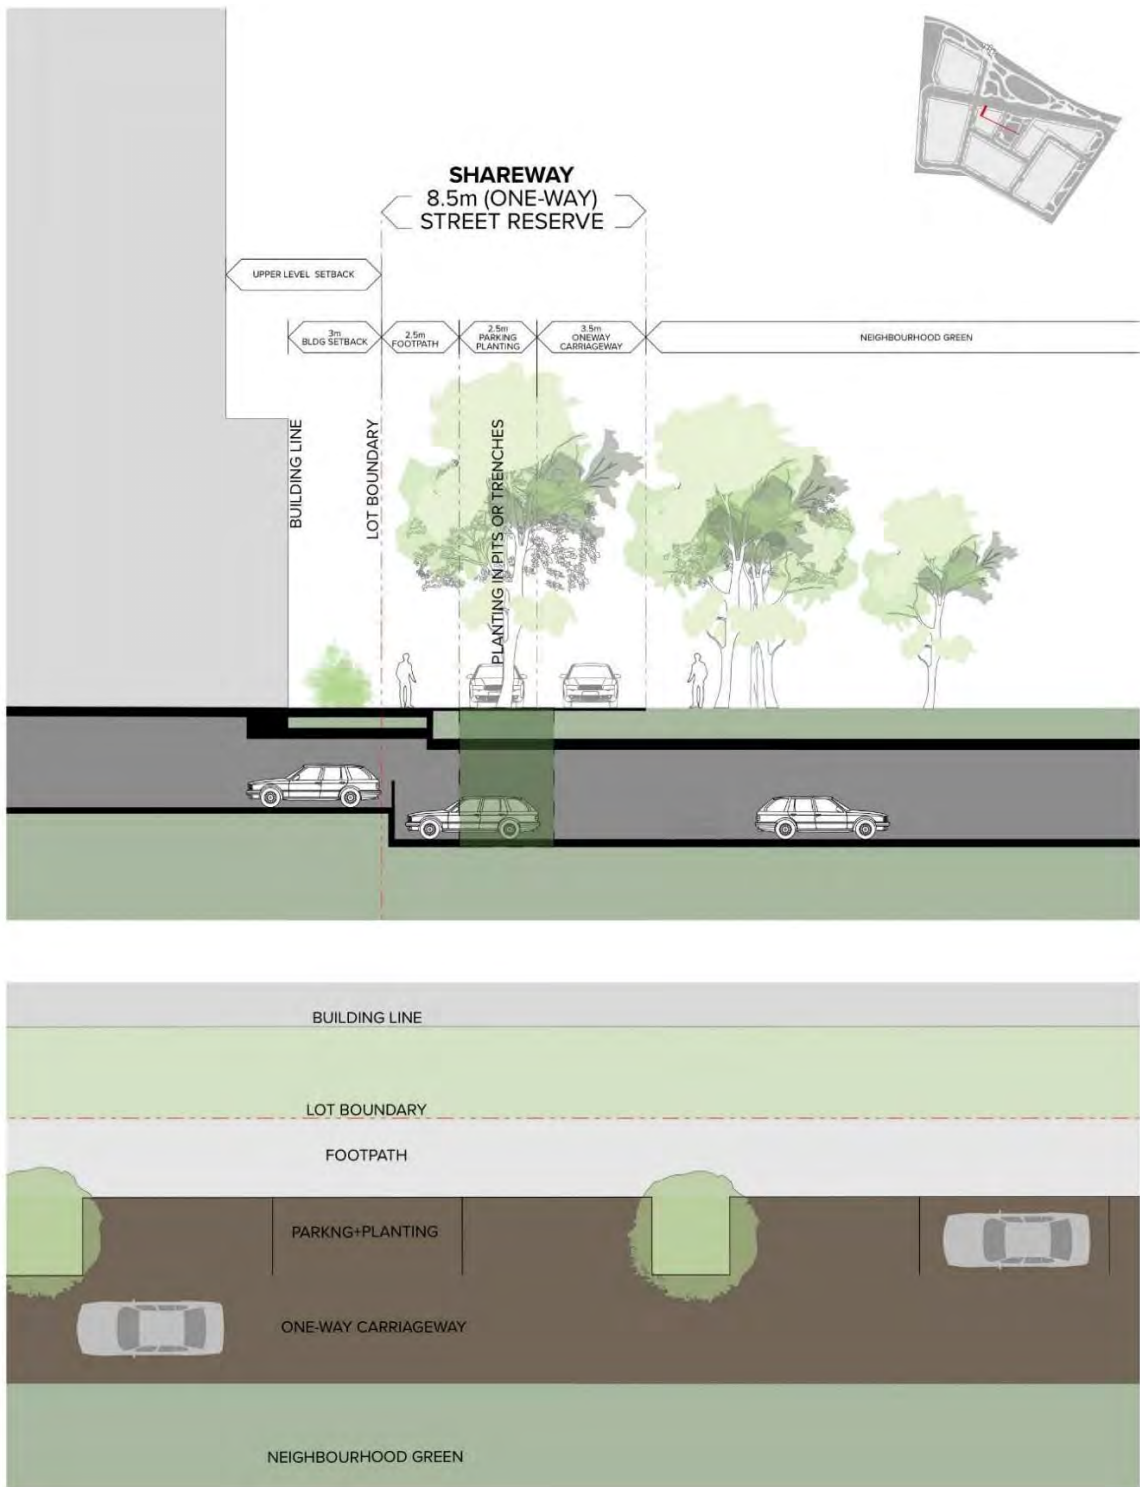 SHAREWAY
8.5m (ONE-WAY)
STREET RESERVE
UPPER LEVEL SETBACK
3m
BLDG SETBACK
2.5m
FOOTPATH
2.5m
PARKING
PLANTING
3.5m
ONEWAY
CARRIAGEWAY
NEIGHBOURHOOD GREEN
BUILDING LINE
LOT BOUNDARY
PLANTING IN PITS OR TRENCHES
BUILDING LINE
LOT BOUNDARY
FOOTPATH
PARKNG+PLANTING
ONE-WAY CARRIAGEWAY
NEIGHBOURHOOD GREEN